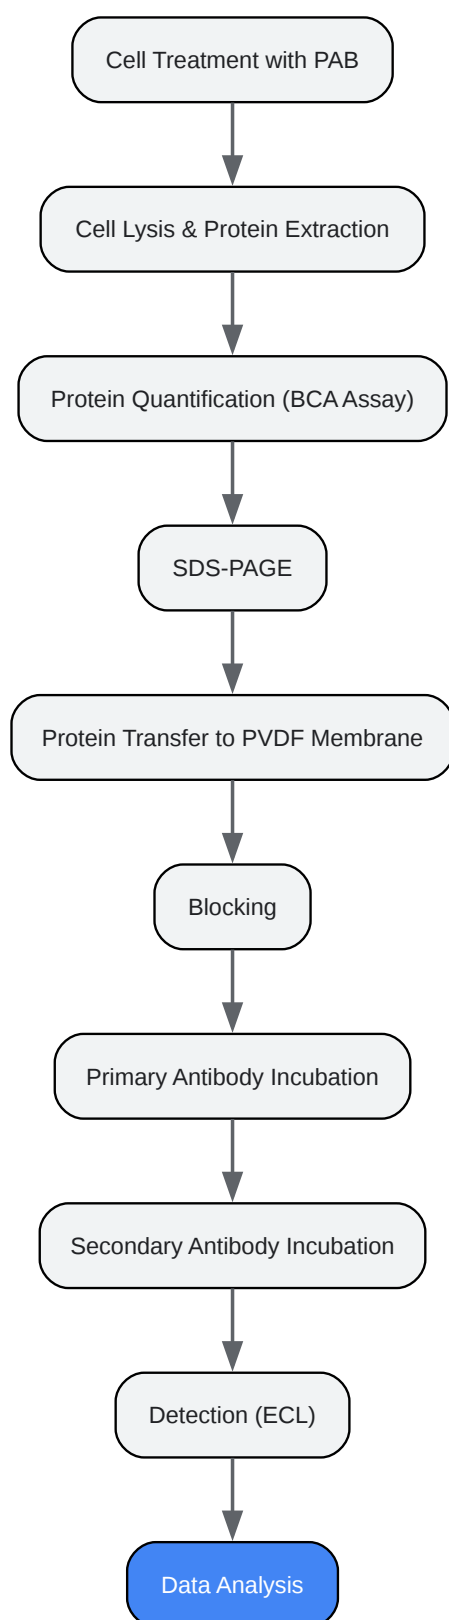 Cell Treatment with PAB
Cell Lysis & Protein Extraction
Protein Quantification (BCA Assay)
SDS-PAGE
Protein Transfer to PVDF Membrane
Blocking
Primary Antibody Incubation
Secondary Antibody Incubation
Detection (ECL)
Data Analysis